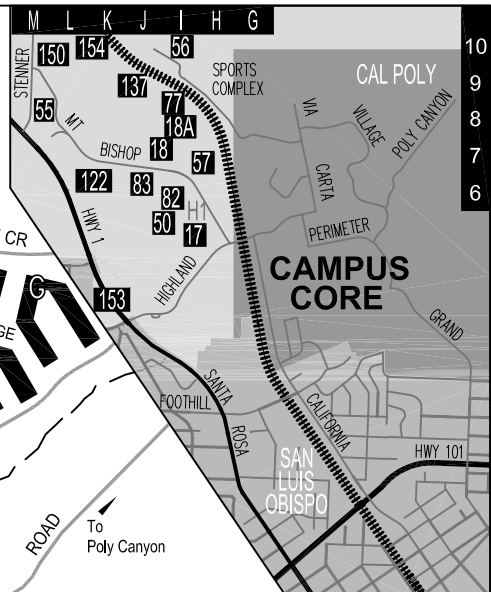 M L K J I H G
10
9
8
7
6
150
154
56
STENNER
SPORTS
COMPLEX
CAL POLY
137
77
55
18A
MT
BISHOP
18
57
VIA
CARTA
VILLAGE
POLY CANYON
122
83
82
H1
50
17
HWY 1
PERIMETER
CAMPUS
CORE
HIGHLAND
153
GRAND
CR
G
GE
SANTA
ROSA
FOOTHILL
CALIFORNIA
SAN
LUIS
OBISPO
HWY 101
ROAD
To
Poly Canyon